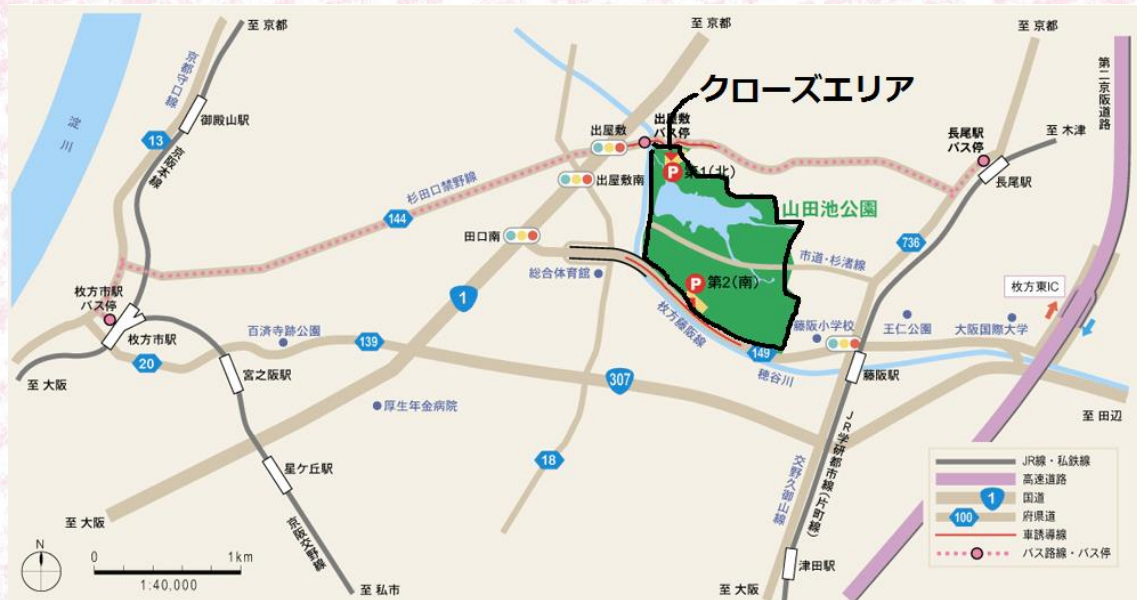 至 京都
至 京都
至 京都
京都守口線
淀川
13
御殿山駅
京阪本線
クローズエリア
出屋敷
出屋敷
バス停
第二京阪道路
至 木津
長尾駅
バス停
長尾駅
出屋敷南
P 第1(北)
杉田口禁野線
144
田口南
山田池公園
736
市道・杉渚線
総合体育館
P 第2(南)
枚方東IC
枚方市駅
バス停
1
枚方藤阪線
藤阪小学校
王仁公園
大阪国際大学
枚方市駅
百済寺跡公園
139
149
20
穂谷川
藤阪駅
至 大阪
宮之阪駅
307
厚生年金病院
至 田辺
JR学研都市線(片町線)
18
交野久御山線
星ケ丘駅
至 大阪
京阪交野線
JR線・私鉄線
高速道路
1
国道
100
府県道
車誘導線
バス路線・バス停
N
0
1km
1:40,000
至 私市
津田駅
至 大阪